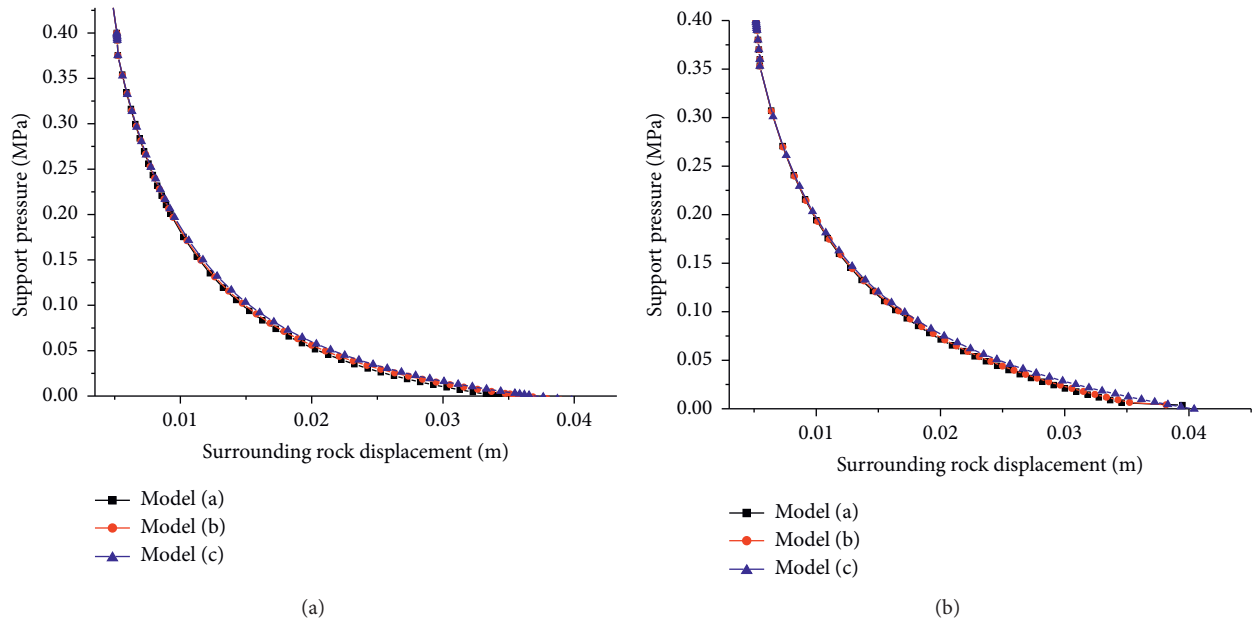 0.40
0.35
0.30
0.25
0.20
0.15
0.10
0.05
0.00
Support pressure (MPa)
0.01 0.02 0.03 0.04
Surrounding rock displacement (m)
Model (a)
Model (b)
Model (c)
(a)
0.40
0.35
0.30
0.25
0.20
0.15
0.10
0.05
0.00
Support pressure (MPa)
0.01 0.02 0.03 0.04
Surrounding rock displacement (m)
Model (a)
Model (b)
Model (c)
(b)